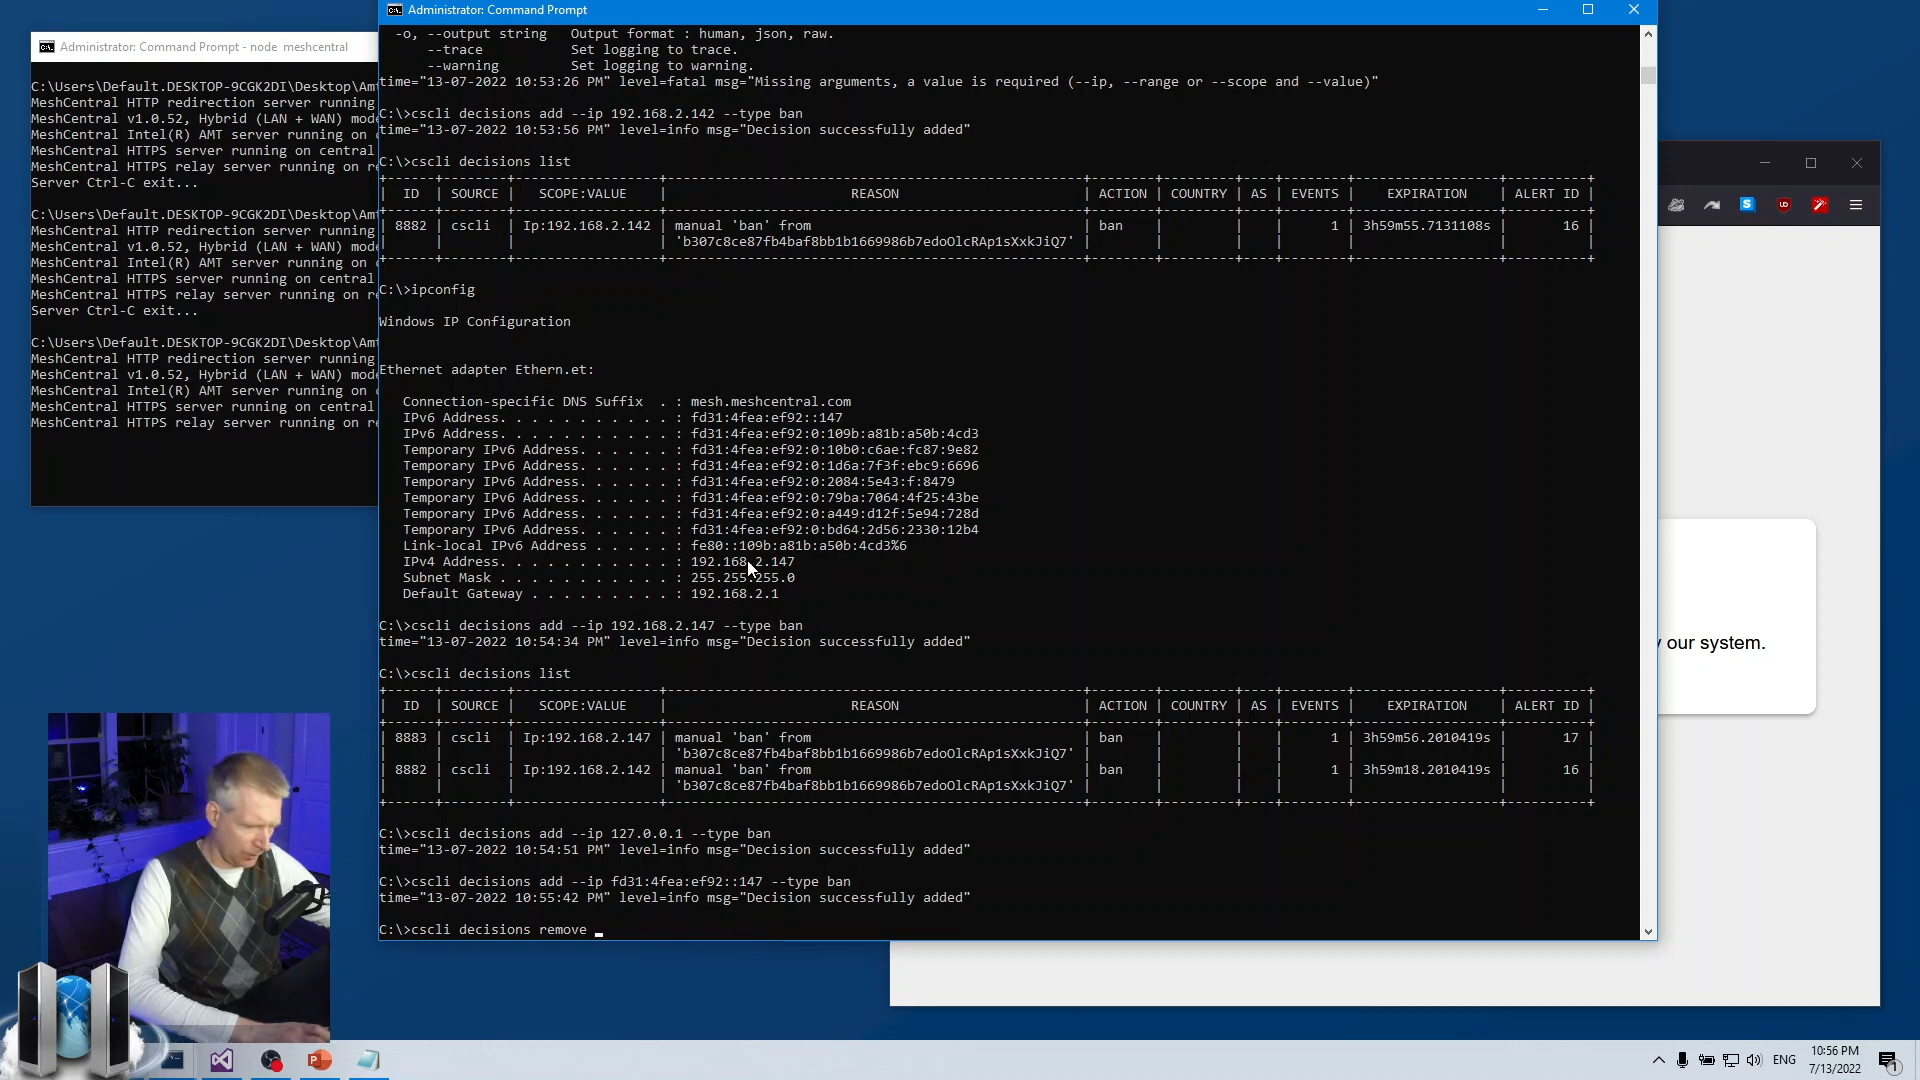 Administrator: Command Prompt - node  meshcentral
C:\Users\Default.DESKTOP-9CGK2DI\Desktop\Amt
MeshCentral HTTP redirection server running
MeshCentral v1.0.52, Hybrid (LAN + WAN) mode
MeshCentral Intel(R) AMT server running on c
MeshCentral HTTPS server running on central
MeshCentral HTTPS relay server running on re
Server Ctrl-C exit...
C:\Users\Default.DESKTOP-9CGK2DI\Desktop\Amt
MeshCentral HTTP redirection server running
MeshCentral v1.0.52, Hybrid (LAN + WAN) mode
MeshCentral Intel(R) AMT server running on c
MeshCentral HTTPS server running on central
MeshCentral HTTPS relay server running on re
Server Ctrl-C exit...
C:\Users\Default.DESKTOP-9CGK2DI\Desktop\Amt
MeshCentral HTTP redirection server running
MeshCentral v1.0.52, Hybrid (LAN + WAN) mode
MeshCentral Intel(R) AMT server running on c
MeshCentral HTTPS server running on central
MeshCentral HTTPS relay server running on re
Administrator: Command Prompt
-o, --output string   Output format : human, json, raw.
--trace           Set logging to trace.
--warning         Set logging to warning.
time="13-07-2022 10:53:26 PM" level=fatal msg="Missing arguments, a value is required (--ip, --range or --scope and --value)"
C:\>cscli decisions add --ip 192.168.2.142 --type ban
time="13-07-2022 10:53:56 PM" level=info msg="Decision successfully added"
C:\>cscli decisions list
| ID | SOURCE | SCOPE:VALUE | REASON | ACTION | COUNTRY | AS | EVENTS | EXPIRATION | ALERT ID |
| 8882 | cscli | Ip:192.168.2.142 | manual 'ban' from | ban | | | 1 | 3h59m55.7131108s | 16 |
| | | | 'b307c8ce87fb4baf8bb1b1669986b7edoOlcRAp1sXxkJiQ7' | | | | | | |
C:\>ipconfig
Windows IP Configuration
Ethernet adapter Ethern.et:
Connection-specific DNS Suffix  . : mesh.meshcentral.com
IPv6 Address. . . . . . . . . . . : fd31:4fea:ef92::147
IPv6 Address. . . . . . . . . . . : fd31:4fea:ef92:0:109b:a81b:a50b:4cd3
Temporary IPv6 Address. . . . . . : fd31:4fea:ef92:0:10b0:c6ae:fc87:9e82
Temporary IPv6 Address. . . . . . : fd31:4fea:ef92:0:1d6a:7f3f:ebc9:6696
Temporary IPv6 Address. . . . . . : fd31:4fea:ef92:0:2084:5e43:f:8479
Temporary IPv6 Address. . . . . . : fd31:4fea:ef92:0:79ba:7064:4f25:43be
Temporary IPv6 Address. . . . . . : fd31:4fea:ef92:0:a449:d12f:5e94:728d
Temporary IPv6 Address. . . . . . : fd31:4fea:ef92:0:bd64:2d56:2330:12b4
Link-local IPv6 Address . . . . . : fe80::109b:a81b:a50b:4cd3%6
IPv4 Address. . . . . . . . . . . : 192.168.2.147
Subnet Mask . . . . . . . . . . . : 255.255.255.0
Default Gateway . . . . . . . . . : 192.168.2.1
C:\>cscli decisions add --ip 192.168.2.147 --type ban
time="13-07-2022 10:54:34 PM" level=info msg="Decision successfully added"
C:\>cscli decisions list
| ID | SOURCE | SCOPE:VALUE | REASON | ACTION | COUNTRY | AS | EVENTS | EXPIRATION | ALERT ID |
| 8883 | cscli | Ip:192.168.2.147 | manual 'ban' from | ban | | | 1 | 3h59m56.2010419s | 17 |
| | | | 'b307c8ce87fb4baf8bb1b1669986b7edoOlcRAp1sXxkJiQ7' | | | | | | |
| 8882 | cscli | Ip:192.168.2.142 | manual 'ban' from | ban | | | 1 | 3h59m18.2010419s | 16 |
| | | | 'b307c8ce87fb4baf8bb1b1669986b7edoOlcRAp1sXxkJiQ7' | | | | | | |
C:\>cscli decisions add --ip 127.0.0.1 --type ban
time="13-07-2022 10:54:51 PM" level=info msg="Decision successfully added"
C:\>cscli decisions add --ip fd31:4fea:ef92::147 --type ban
time="13-07-2022 10:55:42 PM" level=info msg="Decision successfully added"
C:\>cscli decisions remove _
our system.
ENG
10:56 PM
7/13/2022
1